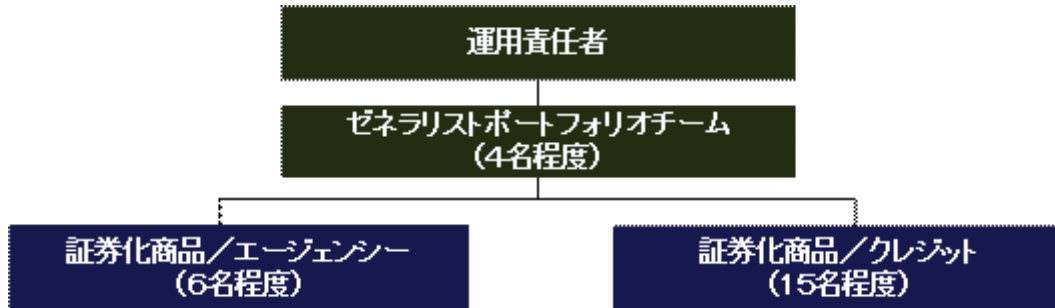 運用責任者
ゼネラリストポートフォリオチーム
(4名程度)
証券化商品/エージェンシー
(6名程度)
証券化商品/クレジット
(15名程度)